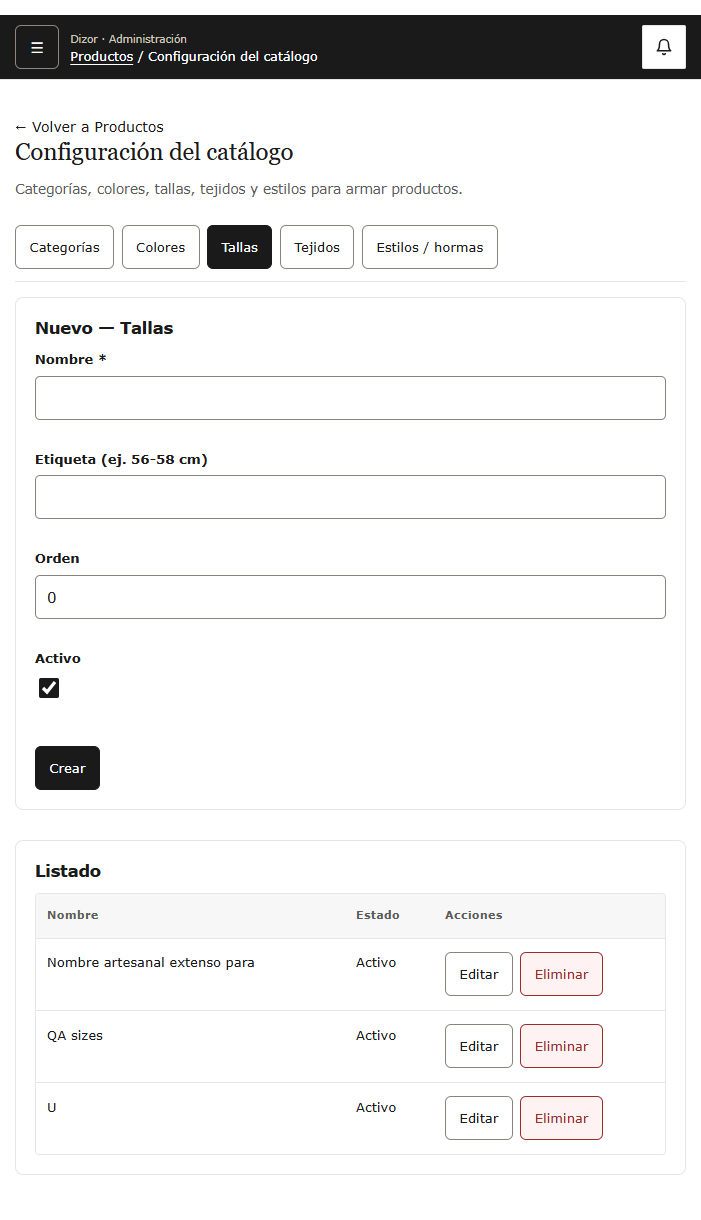 ☰
Dizor · Administración
Productos / Configuración del catálogo
← Volver a Productos
Configuración del catálogo
Categorías, colores, tallas, tejidos y estilos para armar productos.
Categorías Colores Tallas Tejidos Estilos / hormas
Nuevo — Tallas
Nombre *
Etiqueta (ej. 56-58 cm)
Orden
0
Activo
Crear
Listado
Nombre Estado Acciones
Nombre artesanal extenso para Activo Editar Eliminar
QA sizes Activo Editar Eliminar
U Activo Editar Eliminar